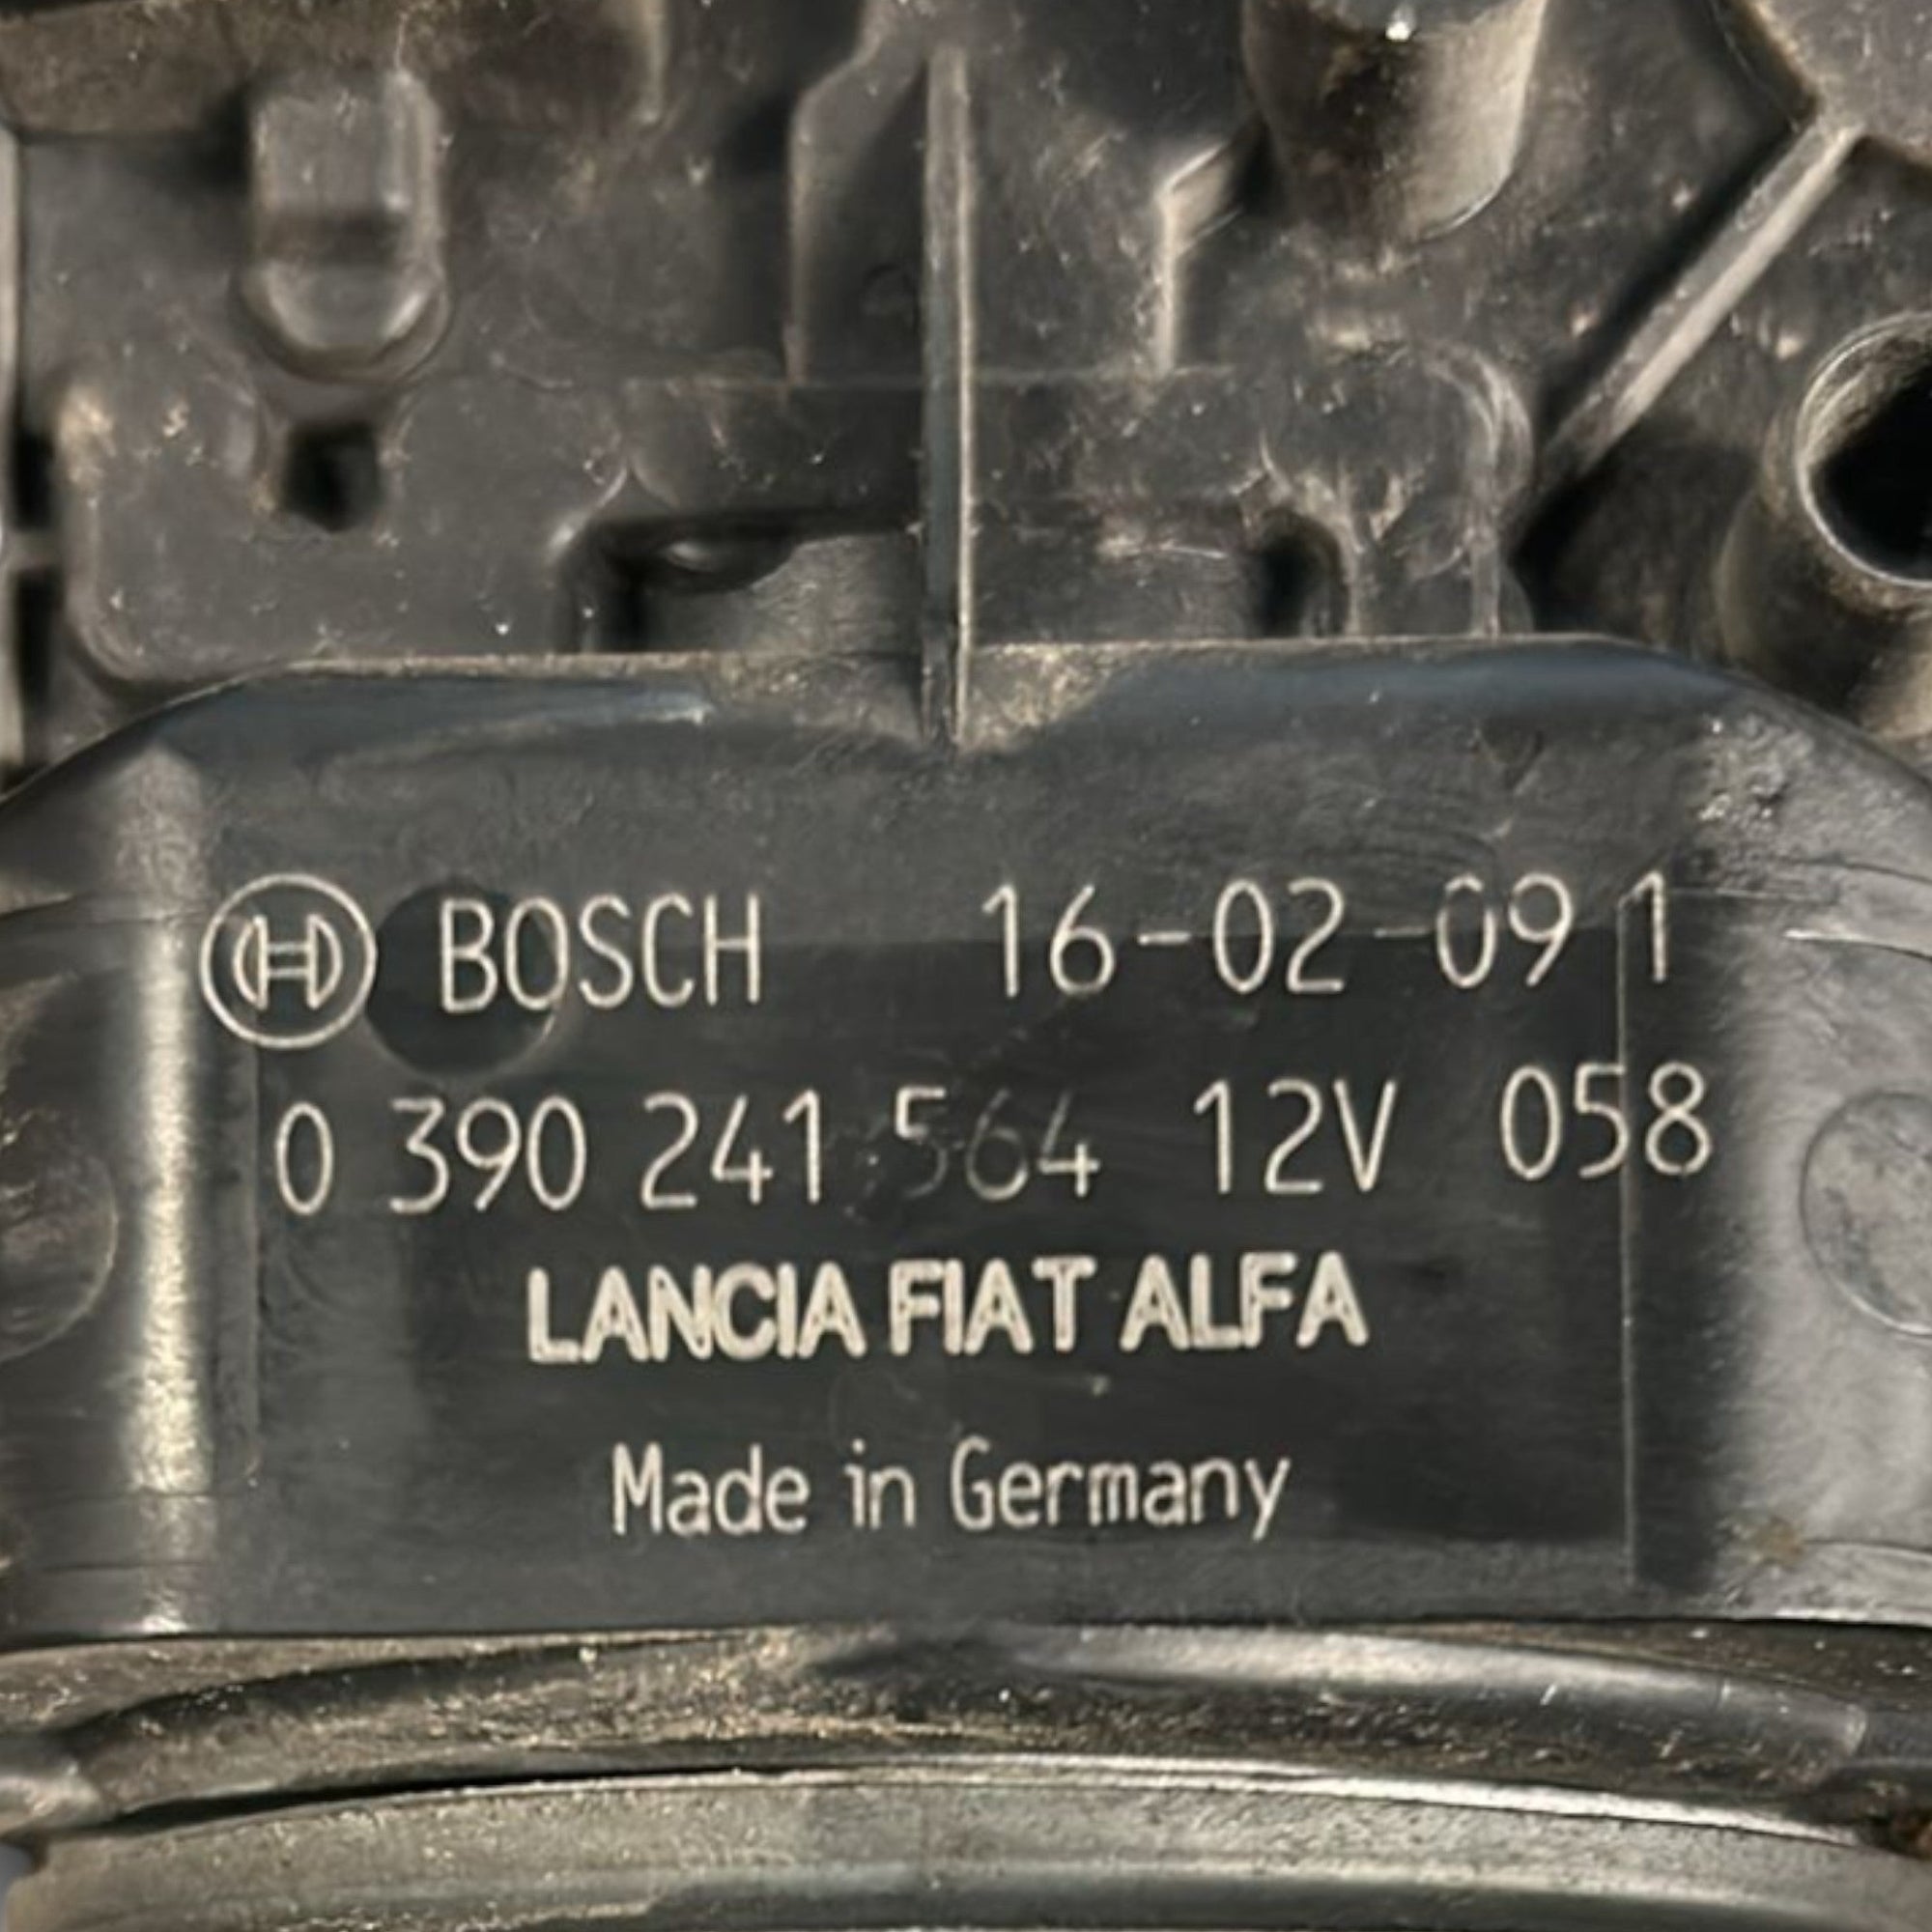 BOSCH 16-02-09 1
0 390 241 564 12V 058
LANCIA FIAT ALFA
Made in Germany